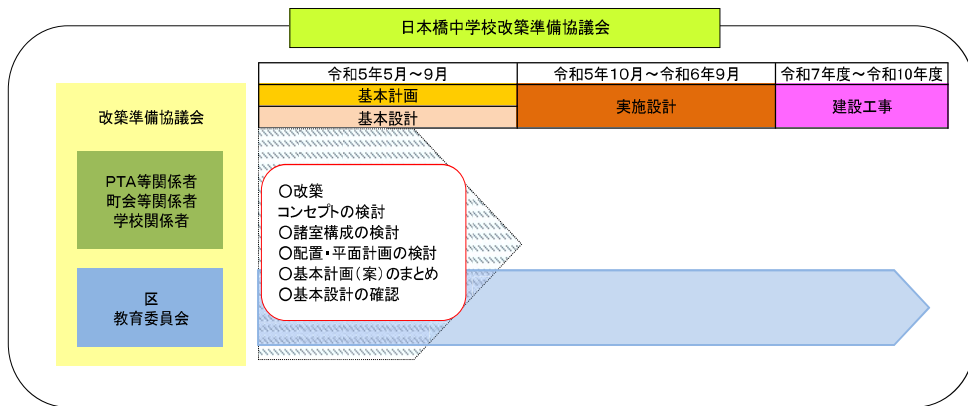 日本橋中学校改築準備協議会
令和5年5月～9月
令和5年10月～令和6年9月
令和7年度～令和10年度
基本計画
基本設計
実施設計
建設工事
改築準備協議会
PTA等関係者
町会等関係者
学校関係者
〇改築
コンセプトの検討
〇諸室構成の検討
〇配置・平面計画の検討
〇基本計画（案）のまとめ
〇基本設計の確認
区
教育委員会